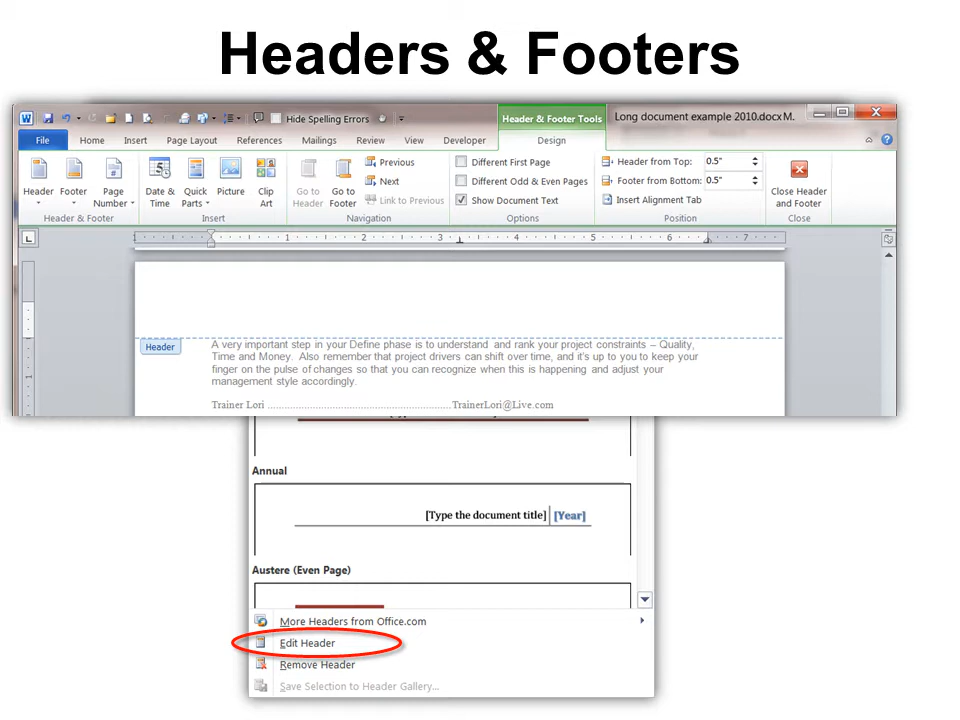 Headers & Footers
W Hide Spelling Errors Header & Footer Tools Long document example 2010.docx M.
File Home Insert Page Layout References Mailings Review View Developer Design
Header Footer Page Number Date & Time Quick Parts Picture Clip Art Go to Header Go to Footer
Previous Different First Page Header from Top: 0.5"
Next Different Odd & Even Pages Footer from Bottom: 0.5"
Link to Previous Show Document Text Insert Alignment Tab Close Header and Footer
Header & Footer Insert Navigation Options Position Close
1 1 2 3 4 5 6 7
Header
A very important step in your Define phase is to understand and rank your project constraints – Quality,
Time and Money. Also remember that project drivers can shift over time, and it's up to you to keep your
finger on the pulse of changes so that you can recognize when this is happening and adjust your
management style accordingly.
Trainer Lori ................................................................ TrainerLori@Live.com
Annual
[Type the document title] [Year]
Austere (Even Page)
More Headers from Office.com
Edit Header
Remove Header
Save Selection to Header Gallery...